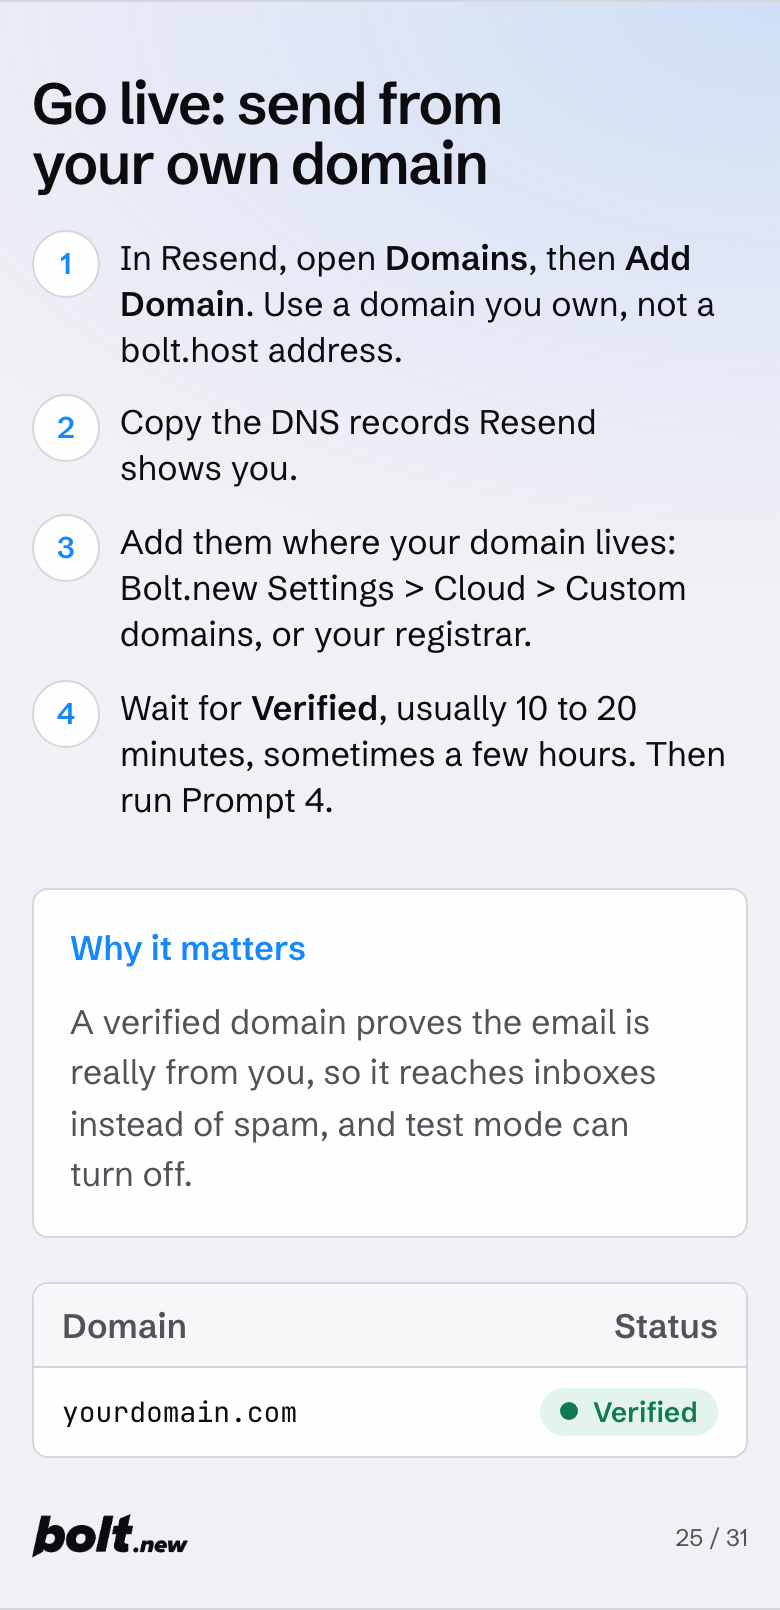 Go live: send from
your own domain
1
In Resend, open Domains, then Add
Domain. Use a domain you own, not a
bolt.host address.
2
Copy the DNS records Resend
shows you.
3
Add them where your domain lives:
Bolt.new Settings > Cloud > Custom
domains, or your registrar.
4
Wait for Verified, usually 10 to 20
minutes, sometimes a few hours. Then
run Prompt 4.
Why it matters
A verified domain proves the email is
really from you, so it reaches inboxes
instead of spam, and test mode can
turn off.
Domain Status
yourdomain.com Verified
bolt.new 25 / 31